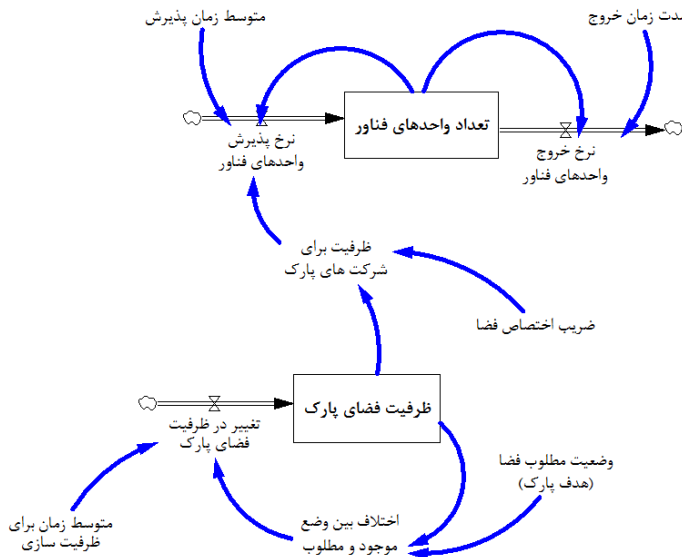 متوسط زمان پذیرش
مدت زمان خروج
تعداد واحدهای فناور
نرخ پذیرش
واحدهای فناور
نرخ خروج
واحدهای فناور
ظرفیت برای
شرکت های پارک
ضریب اختصاص فضا
ظرفیت فضای پارک
تغییر در ظرفیت
فضای پارک
وضعیت مطلوب فضا
(هدف پارک)
متوسط زمان برای
ظرفیت سازی
اختلاف بین وضع
موجود و مطلوب